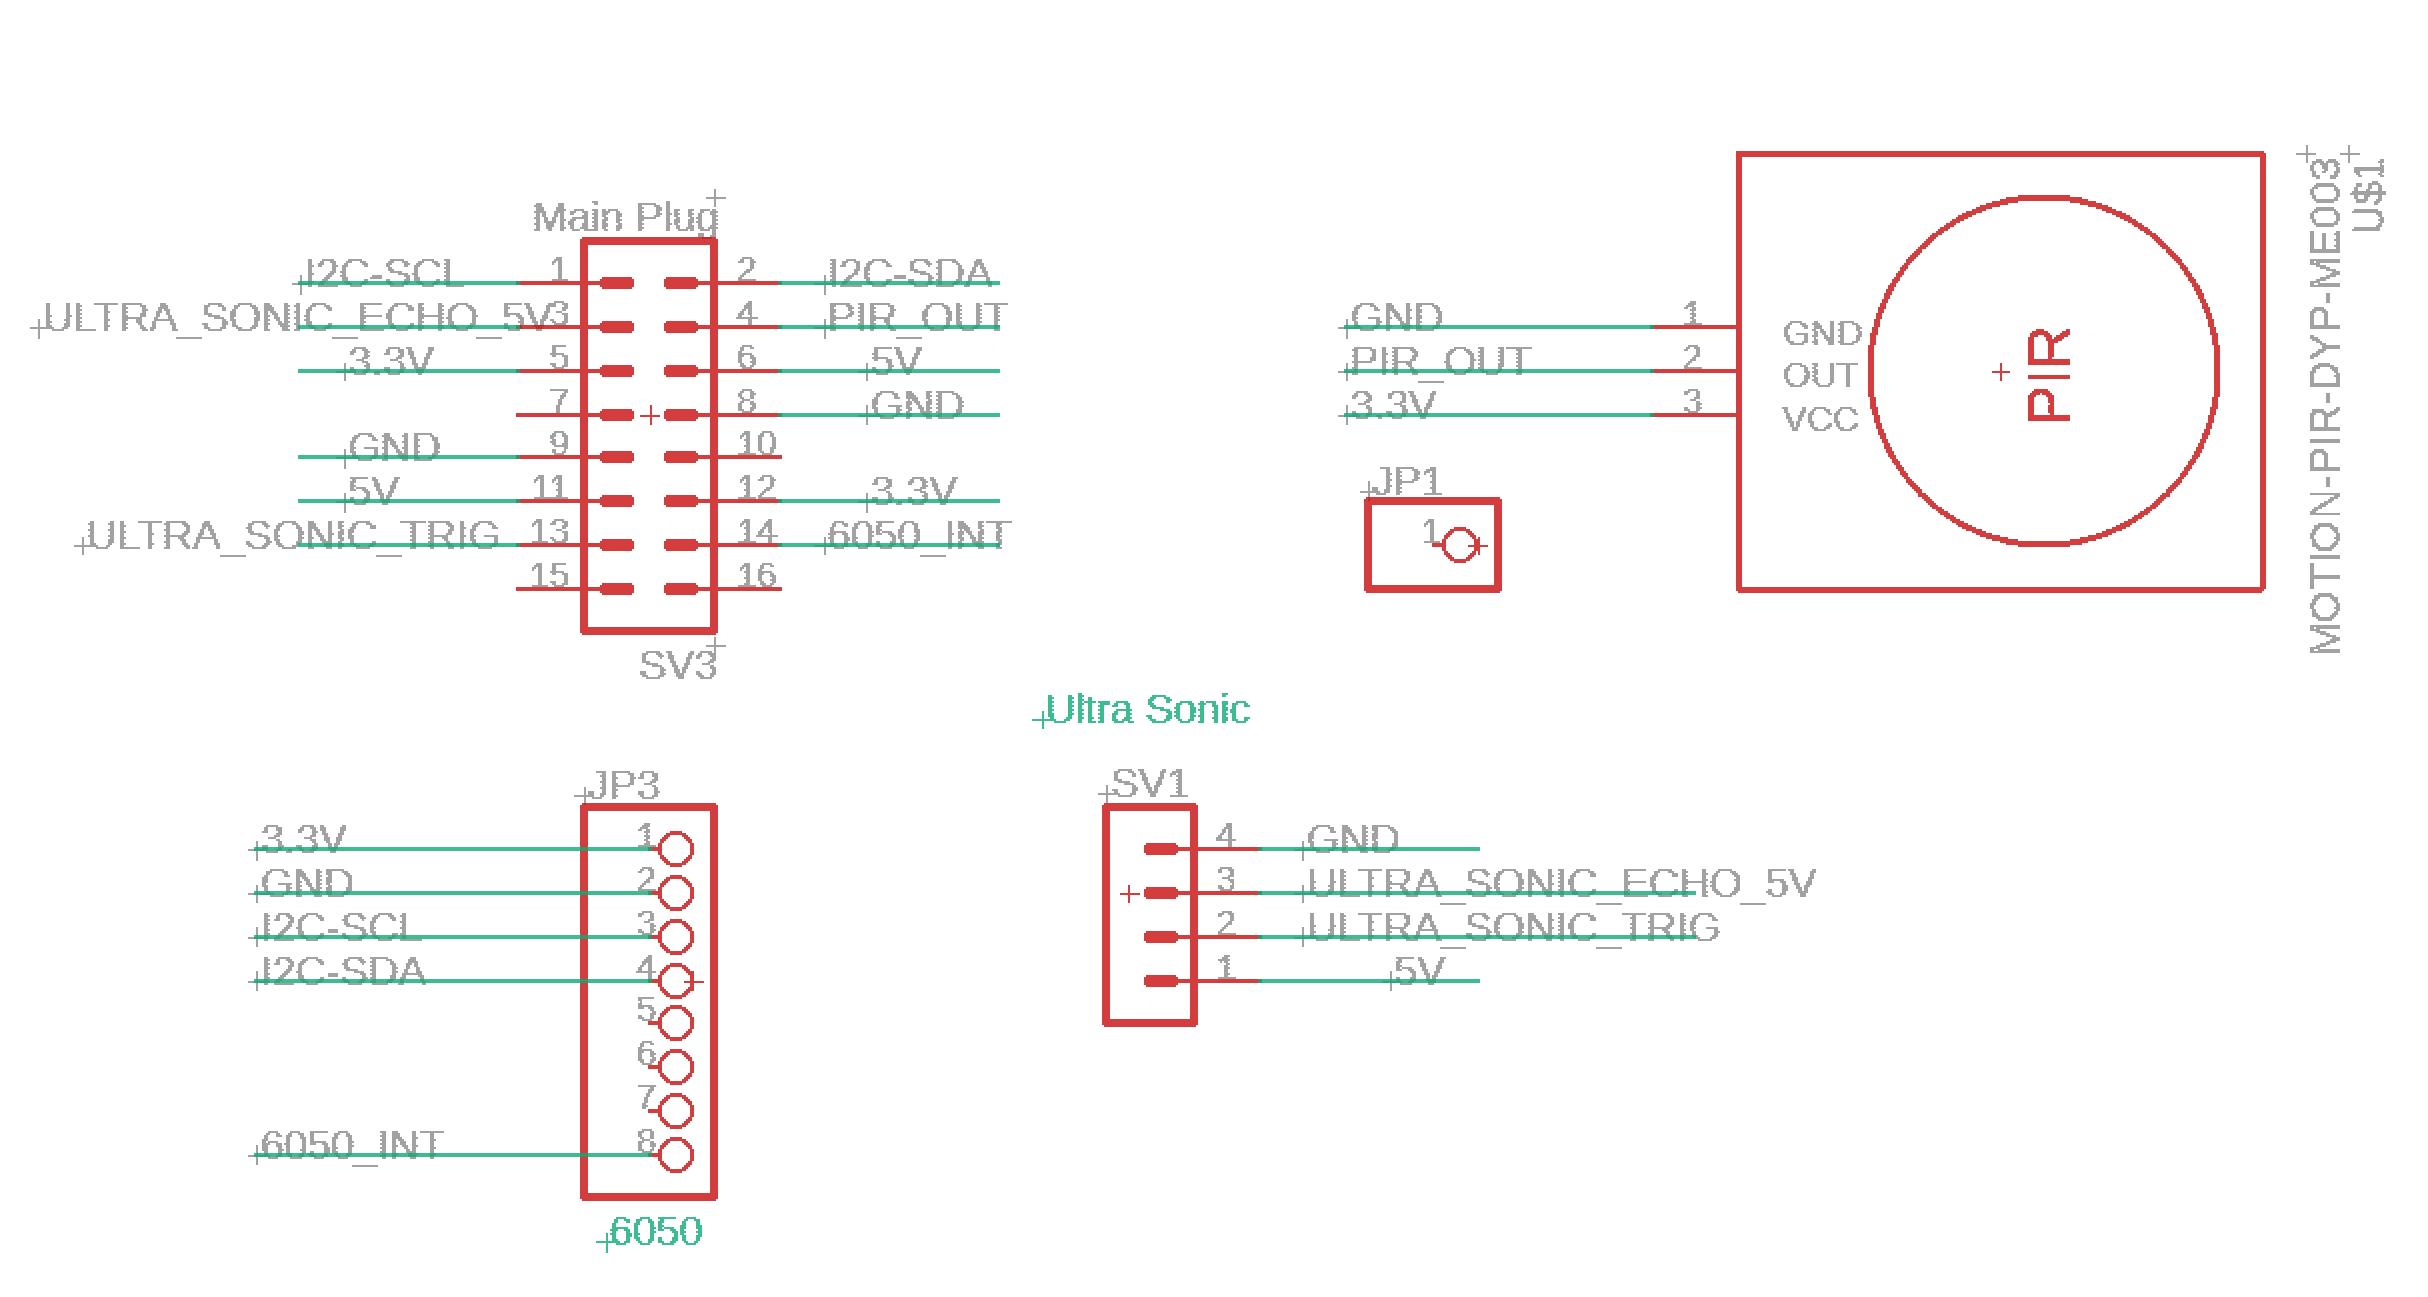 Main Plug
I2C-SCL 1 2 I2C-SDA
ULTRA_SONIC_ECHO_5V 3 4 PIR_OUT
3.3V 5 6 5V
7 8 GND
GND 9 10
5V 11 12 3.3V
ULTRA_SONIC_TRIG 13 14 6050_INT
15 16
SV3
GND 1 GND
PIR_OUT 2 OUT
3.3V 3 VCC
PIR
MOTION-PIR-DYP-ME003
U$1
JP1
1
JP3
3.3V 1
GND 2
I2C-SCL 3
I2C-SDA 4
5
6
7
6050_INT 8
6050
Ultra Sonic
SV1
4 GND
3 ULTRA_SONIC_ECHO_5V
2 ULTRA_SONIC_TRIG
1 5V